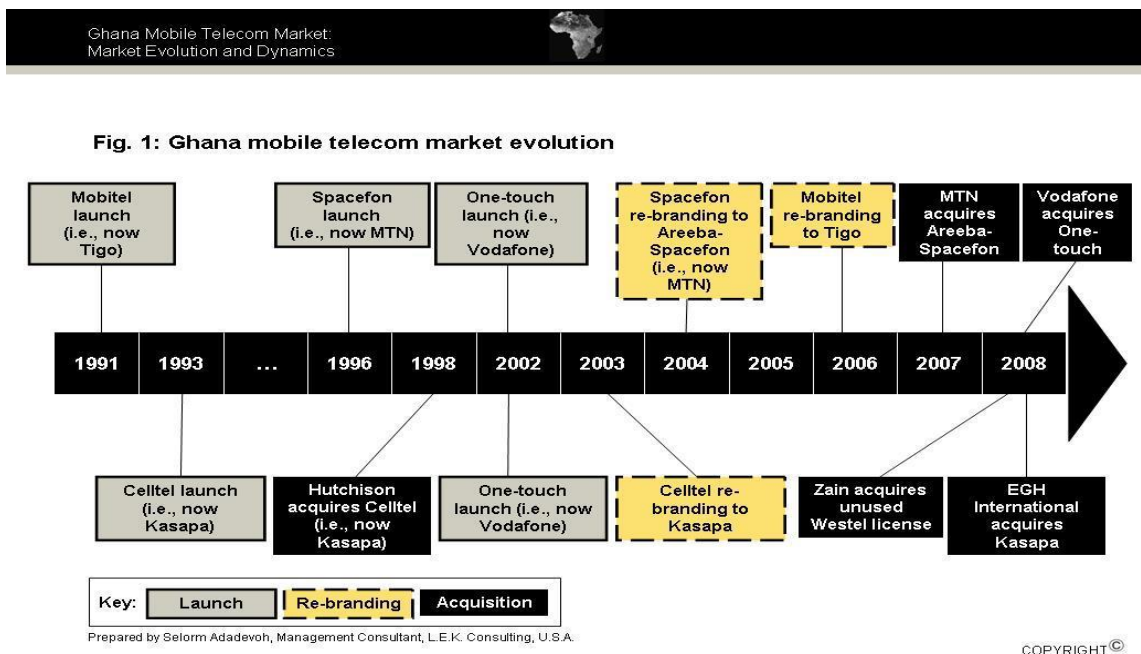 Ghana Mobile Telecom Market:
Market Evolution and Dynamics
Fig. 1: Ghana mobile telecom market evolution
Mobitel
launch
(i.e., now
Tigo)
Spacefon
launch
(i.e., now MTN)
One-touch
launch (i.e.,
now
Vodafone)
Spacefon
re-branding to
Areeba-
Spacefon
(i.e., now
MTN)
Mobitel
re-branding
to Tigo
MTN
acquires
Areeba-
Spacefon
Vodafone
acquires
One-
touch
1991 1993 ... 1996 1998 2002 2003 2004 2005 2006 2007 2008
Celltel launch
(i.e., now
Kasapa)
Hutchison
acquires Celltel
(i.e., now
Kasapa)
One-touch
launch (i.e., now
Vodafone)
Celltel re-
branding to
Kasapa
Zain acquires
unused
Westel license
EGH
International
acquires
Kasapa
Key: Launch Re-branding Acquisition
Prepared by Selorm Adadevoh, Management Consultant, L.E.K. Consulting, U.S.A.
COPYRIGHT©